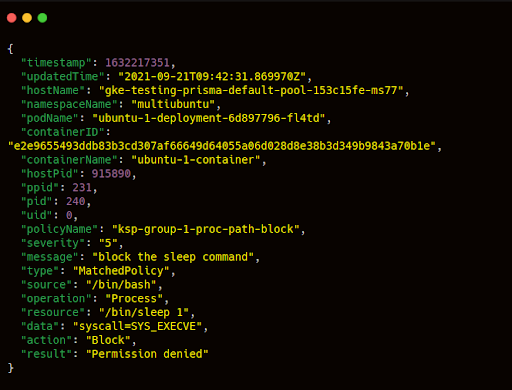 {
"timestamp": 1632217351,
"updatedTime": "2021-09-21T09:42:31.869970Z",
"hostName": "gke-testing-prisma-default-pool-153c15fe-ms77",
"namespaceName": "multiubuntu",
"podName": "ubuntu-1-deployment-6d897796-fl4td",
"containerID":
"e2e9655493ddb83b3cd307af66649d64055a06d028d8e38b3d349b9843a70b1e",
"containerName": "ubuntu-1-container",
"hostPid": 915890,
"ppid": 231,
"pid": 240,
"uid": 0,
"policyName": "ksp-group-1-proc-path-block",
"severity": "5",
"message": "block the sleep command",
"type": "MatchedPolicy",
"source": "/bin/bash",
"operation": "Process",
"resource": "/bin/sleep 1",
"data": "syscall=SYS_EXECVE",
"action": "Block",
"result": "Permission denied"
}